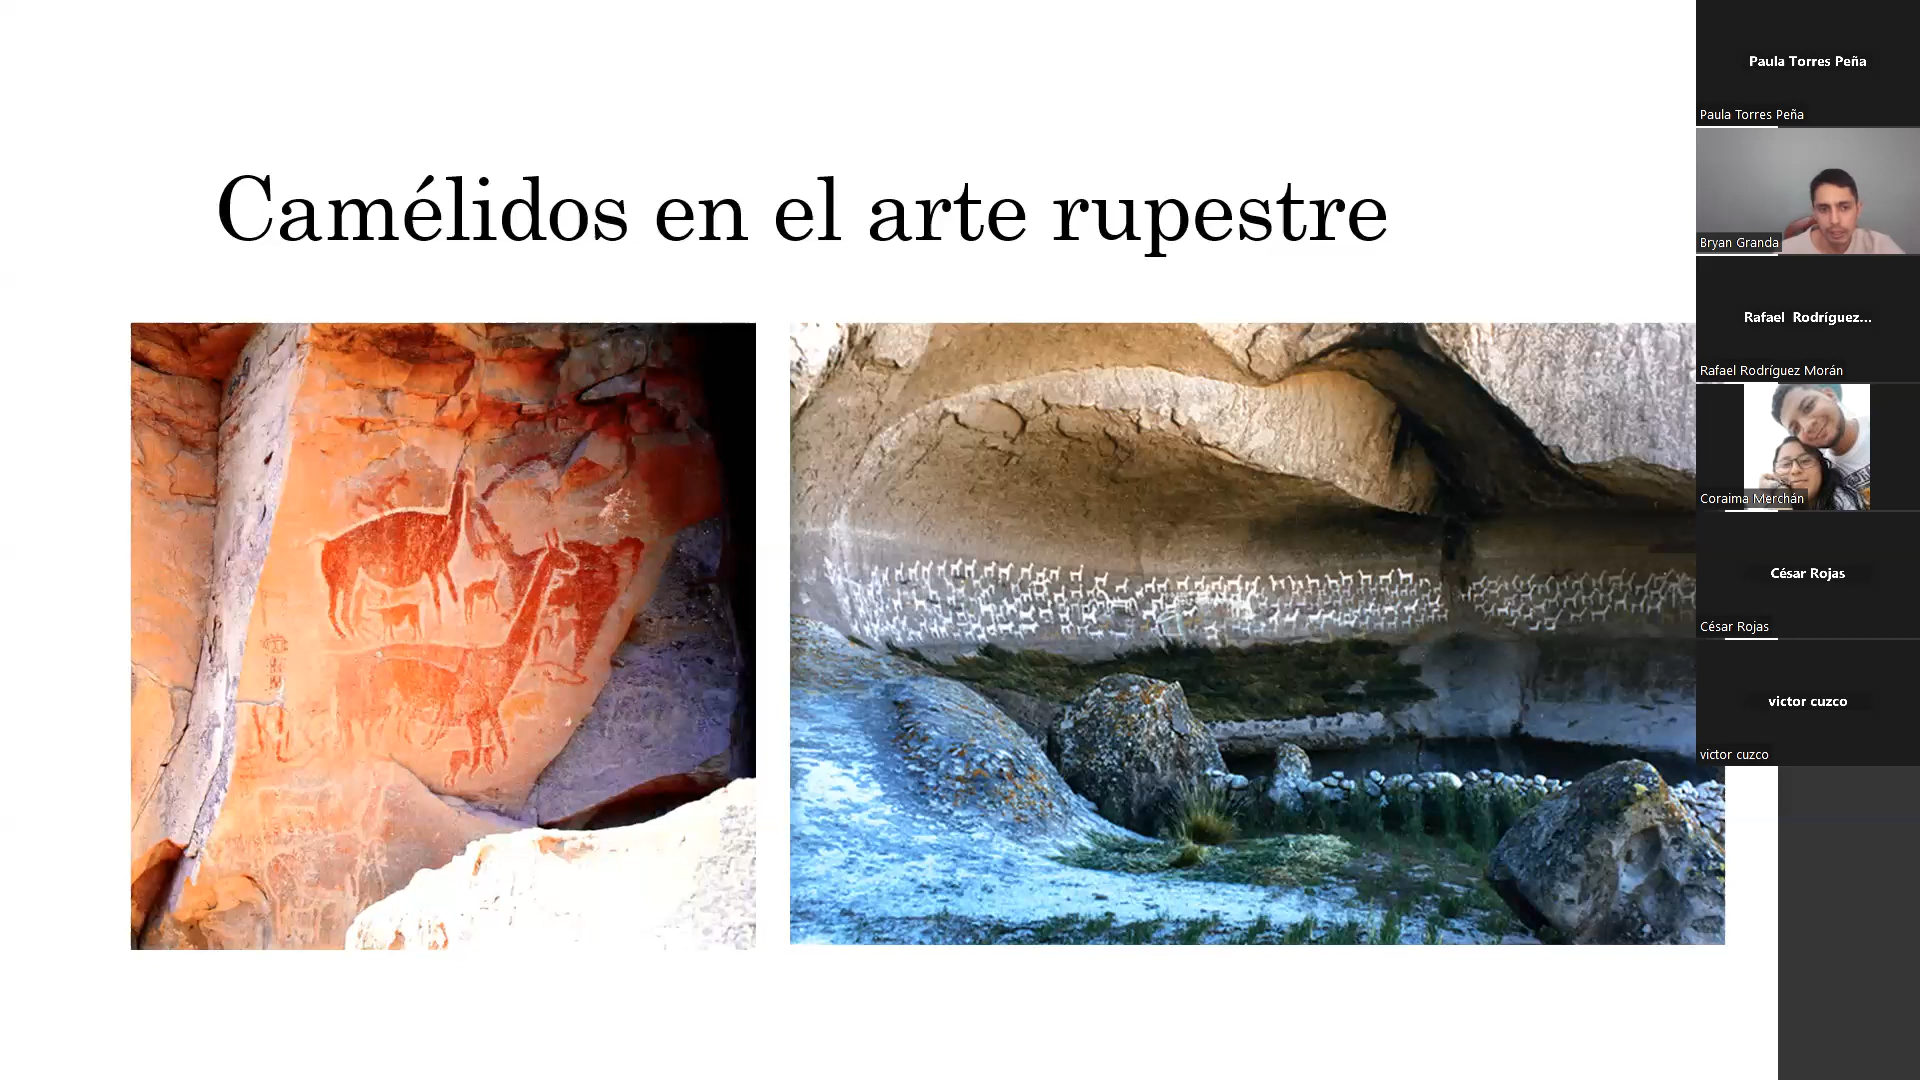 Camélidos en el arte rupestre
Paula Torres Peña
Paula Torres Peña
Bryan Granda
Rafael Rodríguez...
Rafael Rodríguez Morán
Coraima Merchán
César Rojas
César Rojas
victor cuzco
victor cuzco